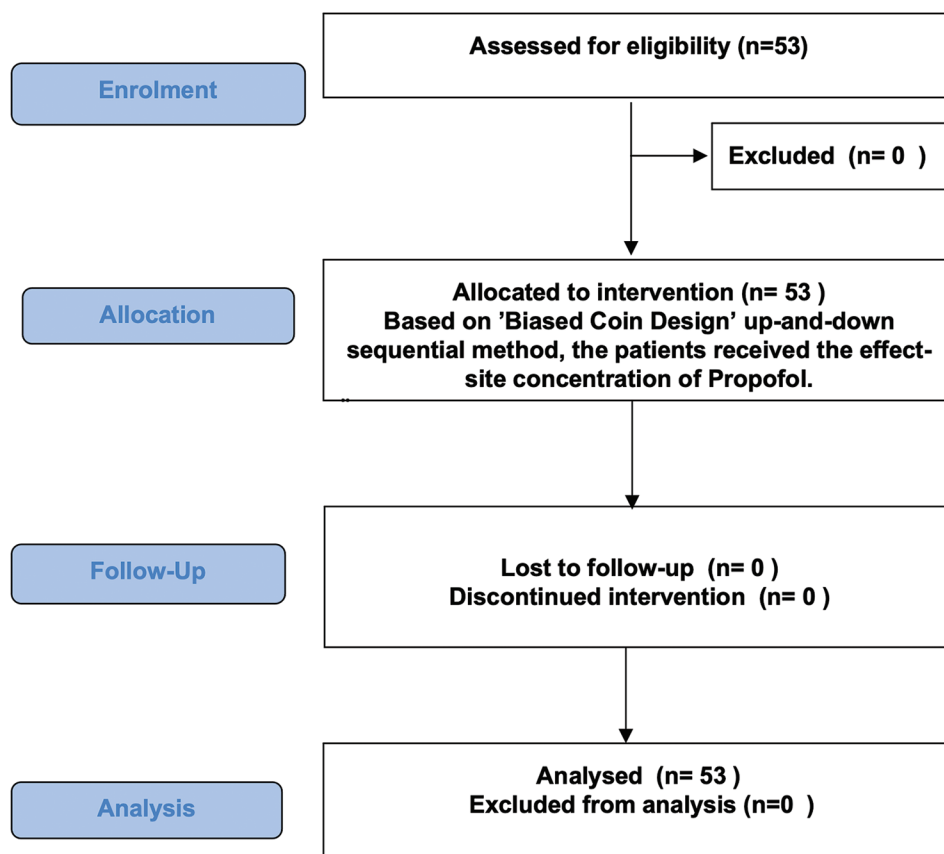 Assessed for eligibility (n=53)
Enrolment
Excluded  (n= 0  )
Allocated to intervention (n= 53 )
Based on ’Biased Coin Design’ up-and-down
sequential method, the patients received the effect-
site concentration of Propofol.
Allocation
Lost to follow-up  (n= 0 )
Discontinued intervention  (n= 0 )
Follow-Up
Analysed  (n= 53 )
Excluded from analysis (n=0  )
Analysis